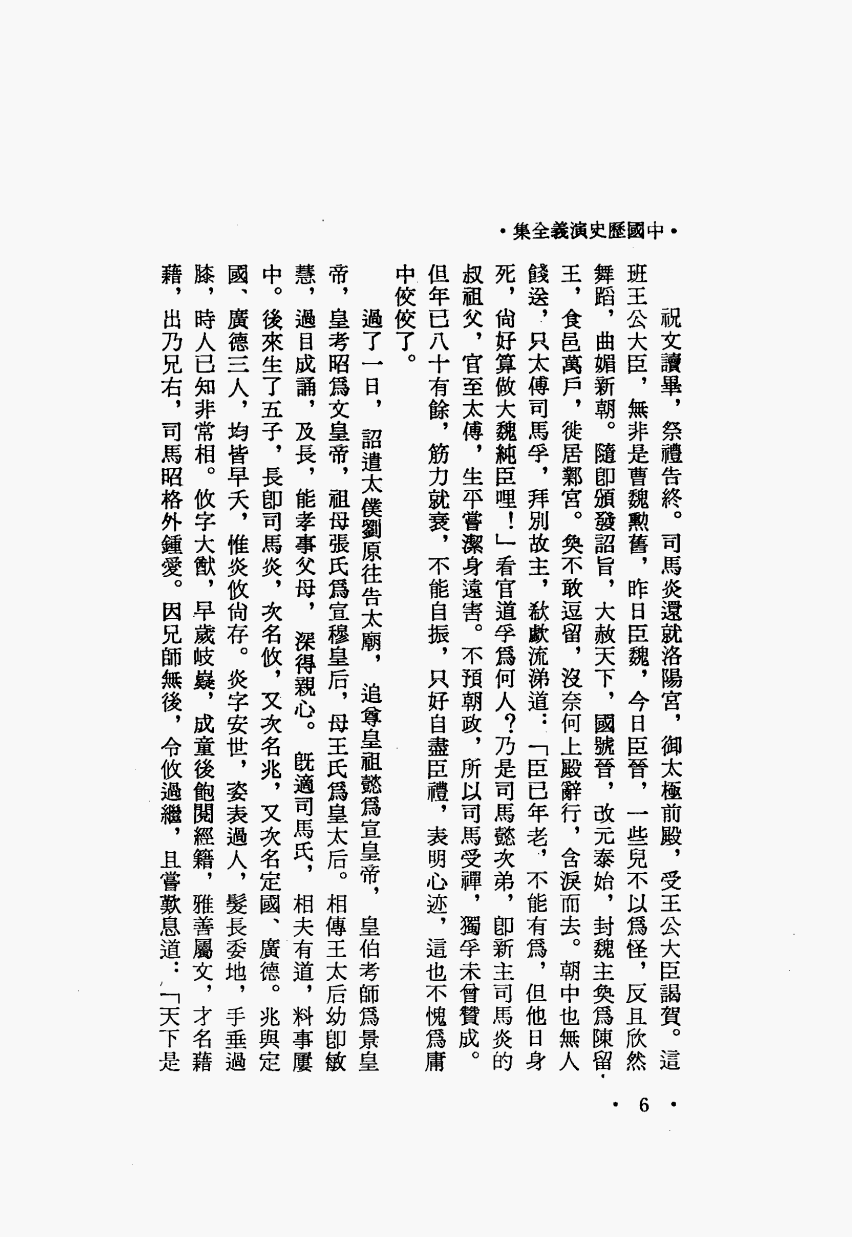 ・中國歷史演義全集・
祝文讀畢，祭禮告終。司馬炎還就洛陽宮，御太極前殿，受王公大臣謁賀。這
班王公大臣，無非是曹魏勳舊，昨日臣魏，今日臣晉，一些兒不以爲怪，反且欣然
舞蹈，曲媚新朝。隨卽頒發詔旨，大赦天下，國號晉，改元泰始，封魏主奐爲陳留
王，食邑萬戶，徙居鄴宮。奐不敢逗留，沒奈何上殿辭行，含淚而去。朝中也無人
餞送，只太傅司馬孚，拜別故主，欷歔流涕道：「臣已年老，不能有爲，但他日身
死，尙好算做大魏純臣哩！」看官道孚爲何人？乃是司馬懿次弟，卽新主司馬炎的
叔祖父，官至太傅，生平嘗潔身遠害。不預朝政，所以司馬受禪，獨孚未曾贊成。
但年已八十有餘，筋力就衰，不能自振，只好自盡臣禮，表明心迹，這也不愧爲庸
中佼佼了。
過了一日，詔遣太僕劉原往告太廟，追尊皇祖懿爲宣皇帝，皇伯考師爲景皇
帝，皇考昭爲文皇帝，祖母張氏爲宣穆皇后，母王氏爲皇太后。相傳王太后幼卽敏
慧，過目成誦，及長，能孝事父母，深得親心。旣適司馬氏，相夫有道，料事屢
中。後來生了五子，長卽司馬炎，次名攸，又次名兆，又次名定國、廣德。兆與定
國、廣德三人，均皆早夭，惟炎攸尙存。炎字安世，姿表過人，髮長委地，手垂過
膝，時人已知非常相。攸字大猷，早歲岐嶷，成童後飽閱經籍，雅善屬文，才名藉
藉，出乃兄右，司馬昭格外鍾愛。因兄師無後，令攸過繼，且嘗歎息道：「天下是
・6・